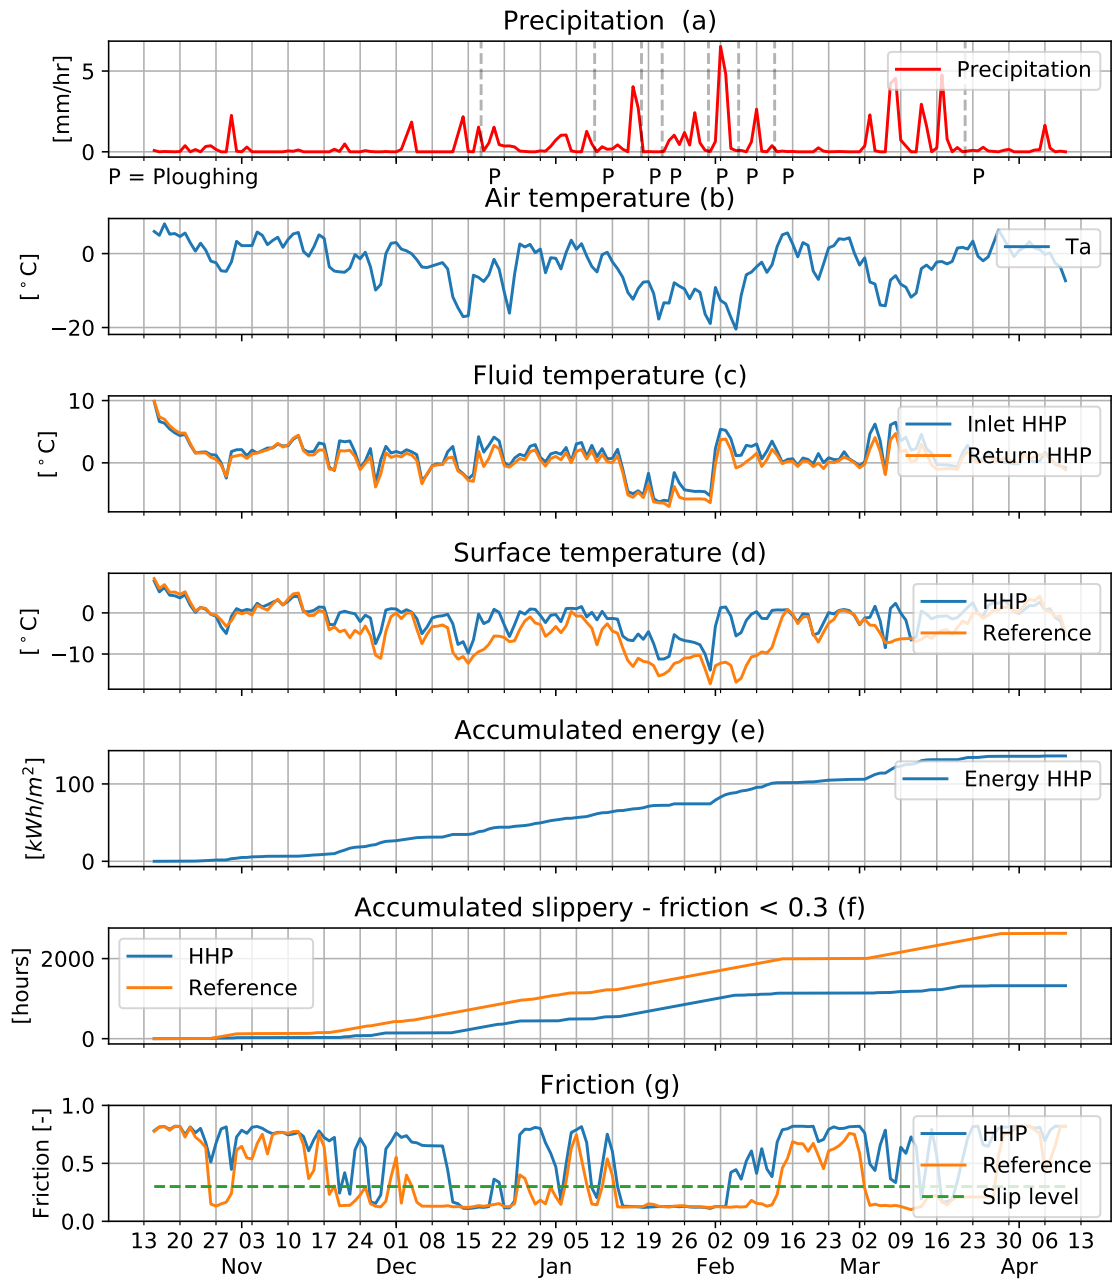 Precipitation (a)
[mm/hr]
5
0
Precipitation
P = Ploughing
P P P P P P P P
Air temperature (b)
[°C]
0
−20
Ta
Fluid temperature (c)
[°C]
10
0
Inlet HHP
Return HHP
Surface temperature (d)
[°C]
0
−10
HHP
Reference
Accumulated energy (e)
[kWh/m²]
100
0
Energy HHP
Accumulated slippery - friction < 0.3 (f)
[hours]
2000
0
HHP
Reference
Friction (g)
Friction [-]
1.0
0.5
0.0
HHP
Reference
Slip level
13 20 27 03 10 17 24 01 08 15 22 29 05 12 19 26 02 09 16 23 02 09 16 23 30 06 13
Nov Dec Jan Feb Mar Apr